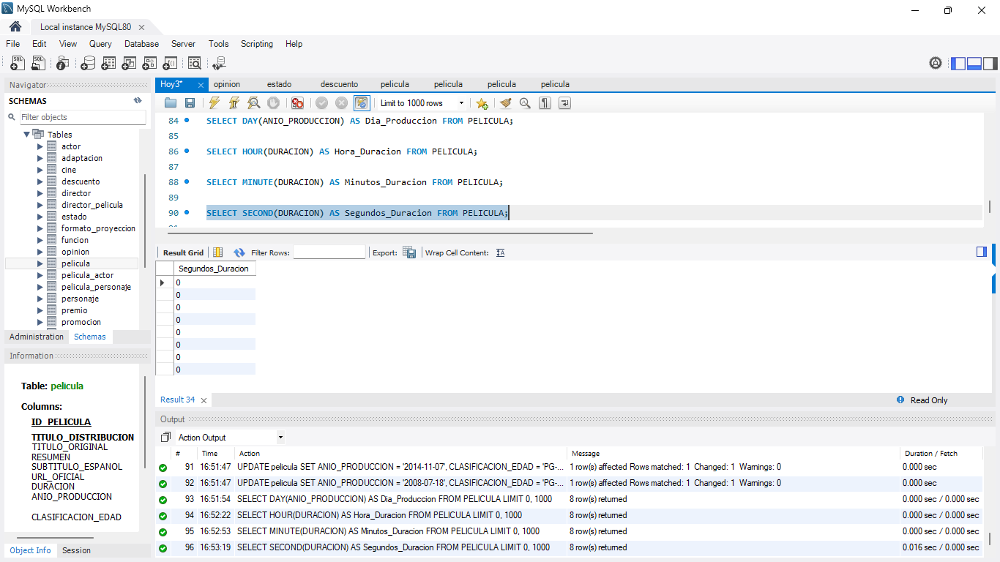 MySQL Workbench
Local instance MySQL80
File Edit View Query Database Server Tools Scripting Help
Navigator
SCHEMAS
Filter objects
Tables
actor
adaptacion
cine
descuento
director
director_pelicula
estado
formato_proyeccion
funcion
opinion
pelicula
pelicula_actor
pelicula_personaje
personaje
premio
promocion
Administration Schemas
Information
Table: pelicula
Columns:
ID_PELICULA
TITULO_DISTRIBUCION
TITULO_ORIGINAL
RESUMEN
SUBTITULO_ESPANOL
URL_OFICIAL
DURACION
ANIO_PRODUCCION
CLASIFICACION_EDAD
Object Info Session
Hoy3* opinion estado descuento pelicula pelicula pelicula pelicula
Limit to 1000 rows
84 SELECT DAY(ANIO_PRODUCCION) AS Dia_Produccion FROM PELICULA;
85
86 SELECT HOUR(DURACION) AS Hora_Duracion FROM PELICULA;
87
88 SELECT MINUTE(DURACION) AS Minutos_Duracion FROM PELICULA;
89
90 SELECT SECOND(DURACION) AS Segundos_Duracion FROM PELICULA;
Result Grid Filter Rows: Export: Wrap Cell Content:
Segundos_Duracion
0
0
0
0
0
0
0
0
Result 34
Read Only
Output
Action Output
# Time Action Message Duration / Fetch
91 16:51:47 UPDATE pelicula SET ANIO_PRODUCCION = '2014-11-07', CLASIFICACION_EDAD = 'PG-... 1 row(s) affected Rows matched: 1 Changed: 1 Warnings: 0 0.000 sec
92 16:51:47 UPDATE pelicula SET ANIO_PRODUCCION = '2008-07-18', CLASIFICACION_EDAD = 'PG-... 1 row(s) affected Rows matched: 1 Changed: 1 Warnings: 0 0.000 sec
93 16:51:54 SELECT DAY(ANIO_PRODUCCION) AS Dia_Produccion FROM PELICULA LIMIT 0, 1000 8 row(s) returned 0.000 sec / 0.000 sec
94 16:52:22 SELECT HOUR(DURACION) AS Hora_Duracion FROM PELICULA LIMIT 0, 1000 8 row(s) returned 0.000 sec / 0.000 sec
95 16:52:53 SELECT MINUTE(DURACION) AS Minutos_Duracion FROM PELICULA LIMIT 0, 1000 8 row(s) returned 0.000 sec / 0.000 sec
96 16:53:19 SELECT SECOND(DURACION) AS Segundos_Duracion FROM PELICULA LIMIT 0, 1000 8 row(s) returned 0.016 sec / 0.000 sec